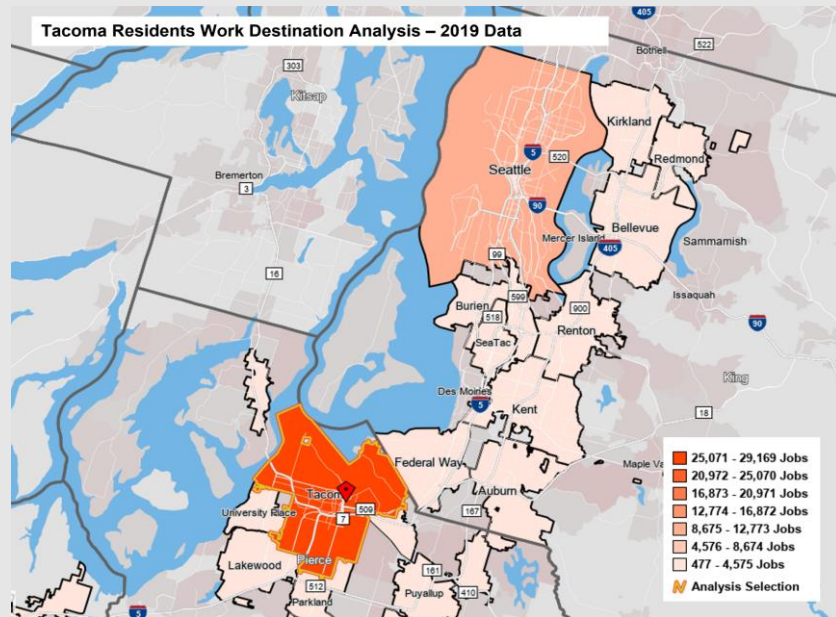 Tacoma Residents Work Destination Analysis – 2019 Data
405
522
Bothell
303
Kitsap
Kirkland
Redmond
5
520
Seattle
Bremerton
3
90
Bellevue
Mercer Island
405
Sammamish
99
16
Issaquah
Burien
599
900
90
518
Renton
SeaTac
King
Des Moines
5
Kent
18
Federal Way
Maple Va
Auburn
Tacom
University Place
509
7
167
Pierce
Lakewood
512
161
Puyallup
410
Parkland
5
25,071 - 29,169 Jobs
20,972 - 25,070 Jobs
16,873 - 20,971 Jobs
12,774 - 16,872 Jobs
8,675 - 12,773 Jobs
4,576 - 8,674 Jobs
477 - 4,575 Jobs
Analysis Selection